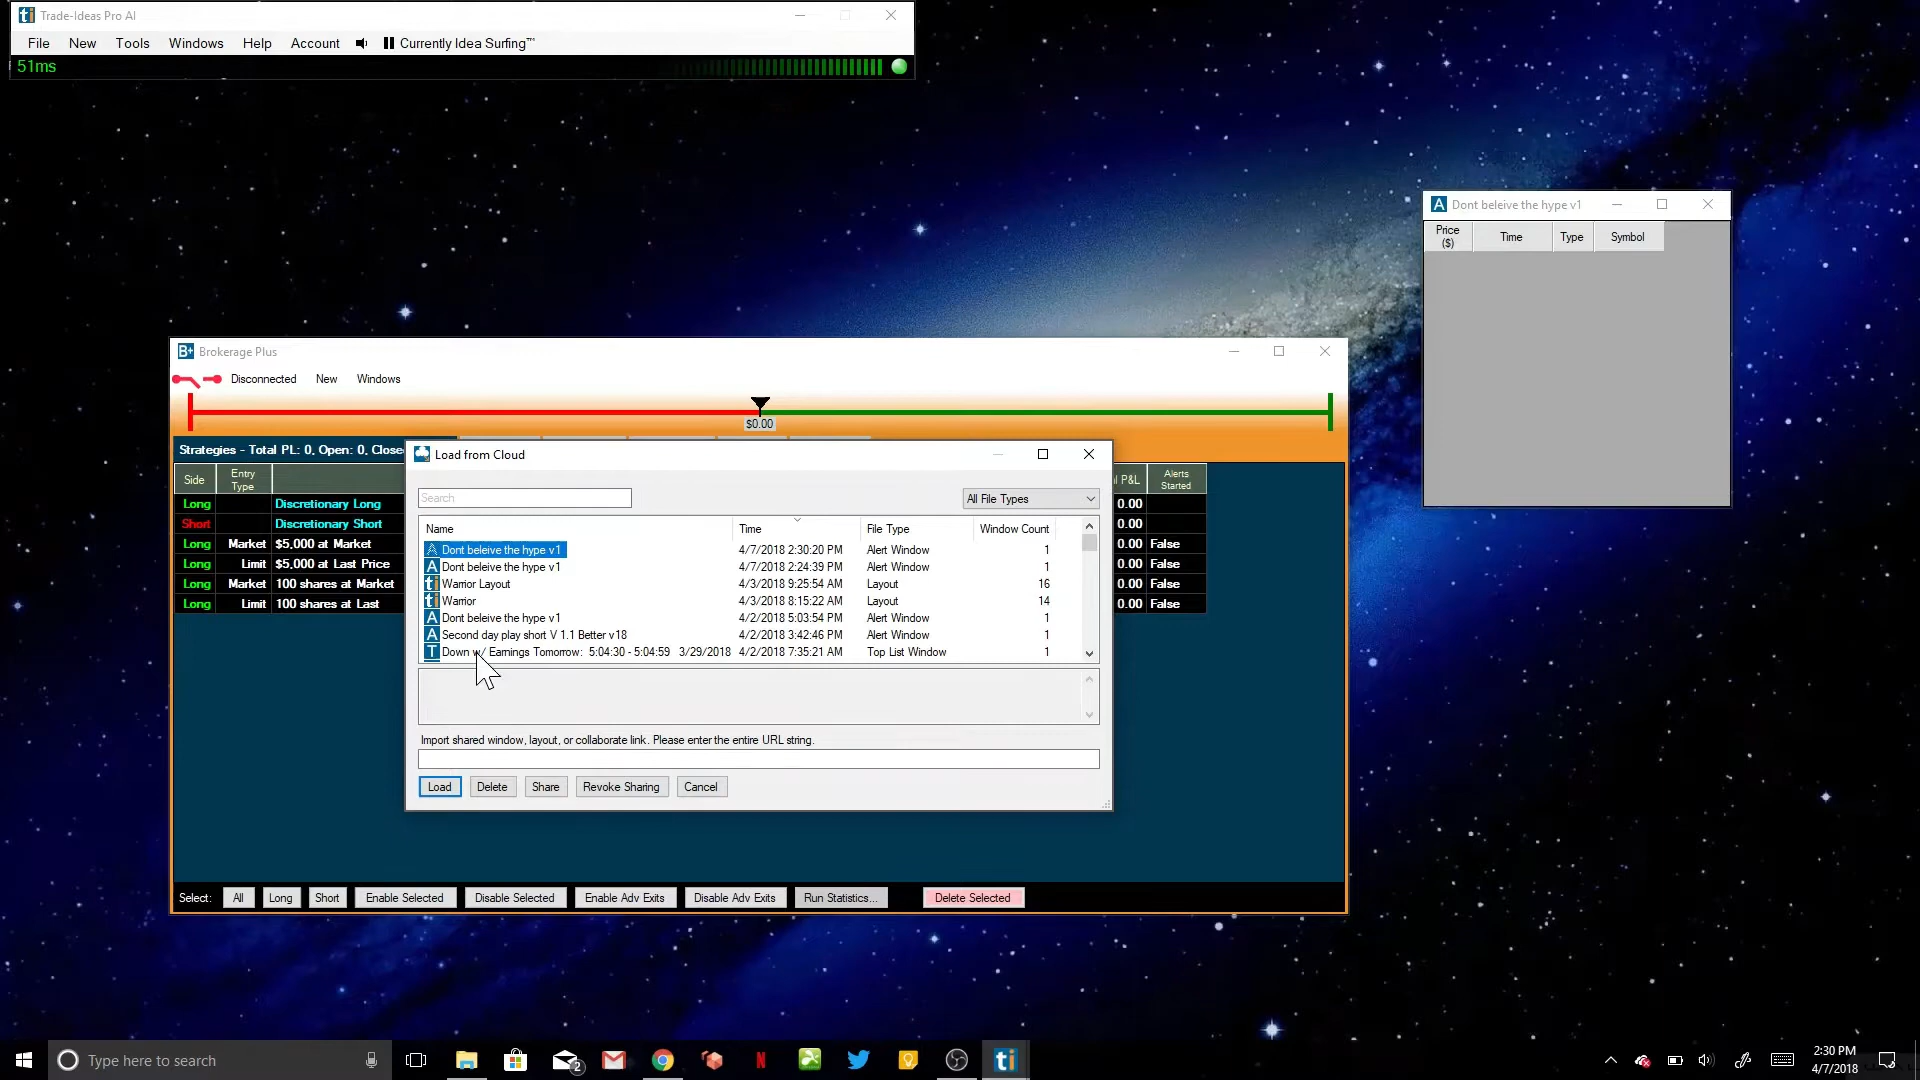 Trade-Ideas Pro AI
File New Tools Windows Help Account Currently Idea Surfing™
51ms
Dont beleive the hype v1
Price ($) Time Type Symbol
Brokerage Plus
Disconnected New Windows
$0.00
Strategies - Total PL: 0, Open: 0, Close
Side Entry Type
l P&L Alerts Started
Long Discretionary Long 0.00
Short Discretionary Short 0.00
Long Market $5,000 at Market 0.00 False
Long Limit $5,000 at Last Price 0.00 False
Long Market 100 shares at Market 0.00 False
Long Limit 100 shares at Last 0.00 False
Load from Cloud
Search
All File Types
Name Time File Type Window Count
Dont beleive the hype v1 4/7/2018 2:30:20 PM Alert Window 1
Dont beleive the hype v1 4/7/2018 2:24:39 PM Alert Window 1
Warrior Layout 4/3/2018 9:25:54 AM Layout 16
Warrior 4/3/2018 8:15:22 AM Layout 14
Dont beleive the hype v1 4/2/2018 5:03:54 PM Alert Window 1
Second day play short V 1.1 Better v18 4/2/2018 3:42:46 PM Alert Window 1
Down w/ Earnings Tomorrow: 5:04:30 - 5:04:59 3/29/2018 4/2/2018 7:35:21 AM Top List Window 1
Import shared window, layout, or collaborate link. Please enter the entire URL string.
Load Delete Share Revoke Sharing Cancel
Select: All Long Short Enable Selected Disable Selected Enable Adv Exits Disable Adv Exits Run Statistics... Delete Selected
Type here to search
2
2:30 PM
4/7/2018